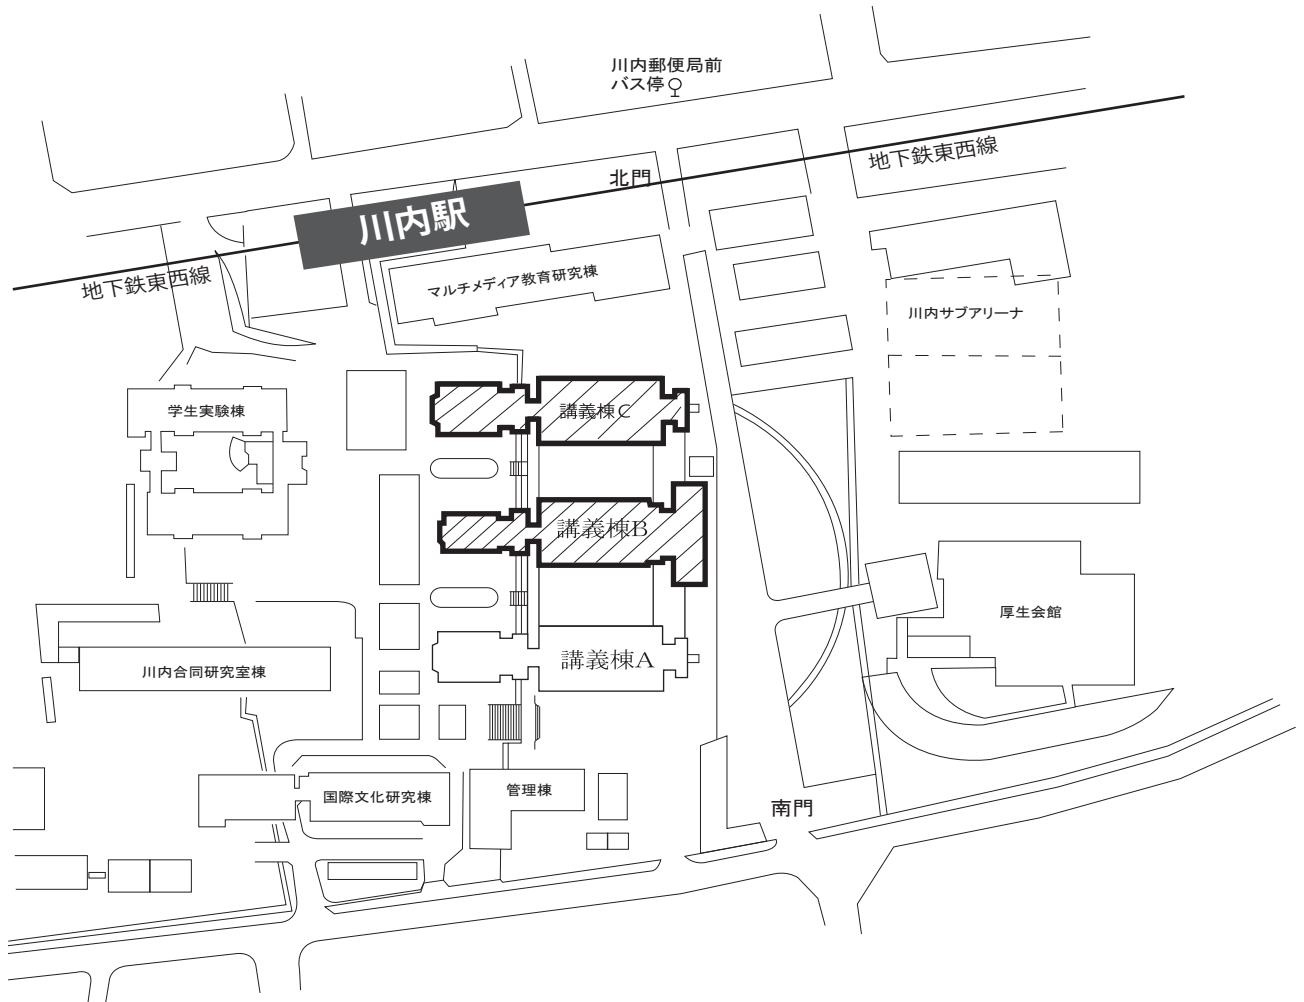 川内郵便局前
バス停
地下鉄東西線
北門
川内駅
地下鉄東西線
マルチメディア教育研究棟
川内サブアリーナ
学生実験棟
講義棟C
講義棟B
厚生会館
講義棟A
川内合同研究室棟
国際文化研究棟
管理棟
南門